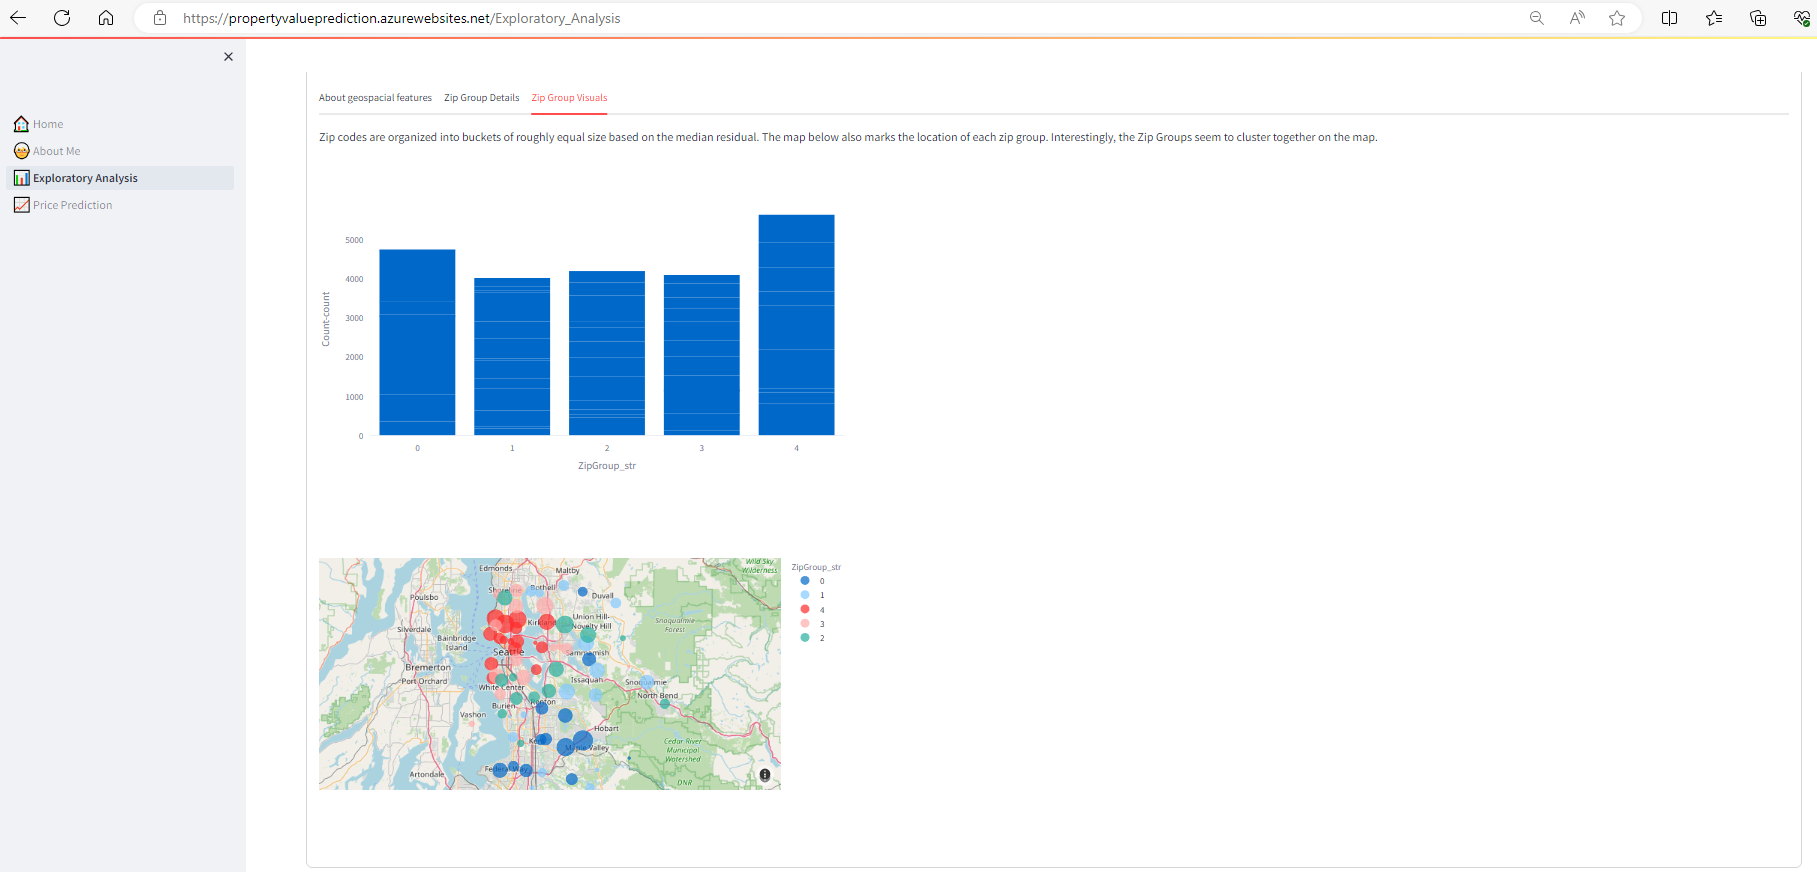 https://propertyvalueprediction.azurewebsites.net/Exploratory_Analysis
Home
About Me
Exploratory Analysis
Price Prediction
About geospacial features Zip Group Details Zip Group Visuals
Zip codes are organized into buckets of roughly equal size based on the median residual. The map below also marks the location of each zip group. Interestingly, the Zip Groups seem to cluster together on the map.
5000
4000
3000
2000
1000
0
Count-count
0 1 2 3 4
ZipGroup_str
Edmonds
Maltby
Wild Sky
Wilderness
Shoreline
Bothell
Poulsbo
Duvall
Union Hill-
Novelty Hill
Kirkland
Snoqualmie
Forest
Silverdale
Bainbridge
Island
Seattle
Sammamish
Bremerton
Port Orchard
White Center
Issaquah
Snoqualmie
North Bend
Burien
Renton
Vashon
Hobart
Kent
Maple Valley
Cedar River
Municipal
Watershed
Federal Way
Artondale
DNR
ZipGroup_str
0
1
4
3
2